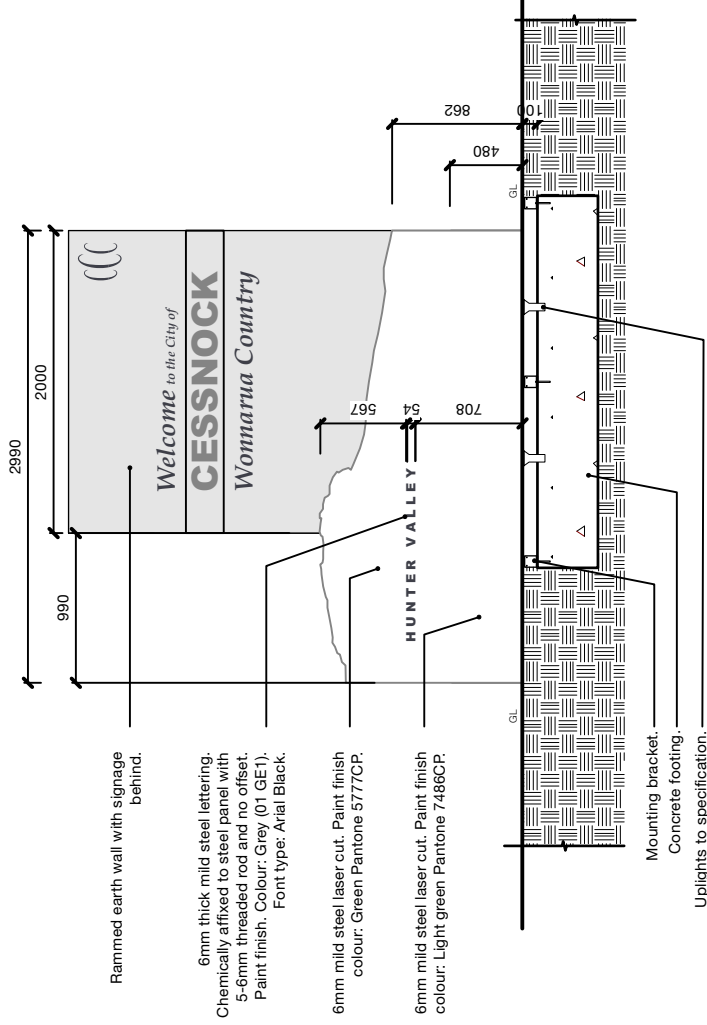 2990
2000
990
Welcome to the City of
CESSNOCK
Wonnarua Country
HUNTER VALLEY
567
54
708
862
480
100
GL
GL
Rammed earth wall with signage
behind.
6mm thick mild steel lettering.
Chemically affixed to steel panel with
5-6mm threaded rod and no offset.
Paint finish. Colour: Grey (01 GE1).
Font type: Arial Black.
6mm mild steel laser cut. Paint finish
colour: Green Pantone 5777CP.
6mm mild steel laser cut. Paint finish
colour: Light green Pantone 7486CP.
Mounting bracket.
Concrete footing.
Uplights to specification.